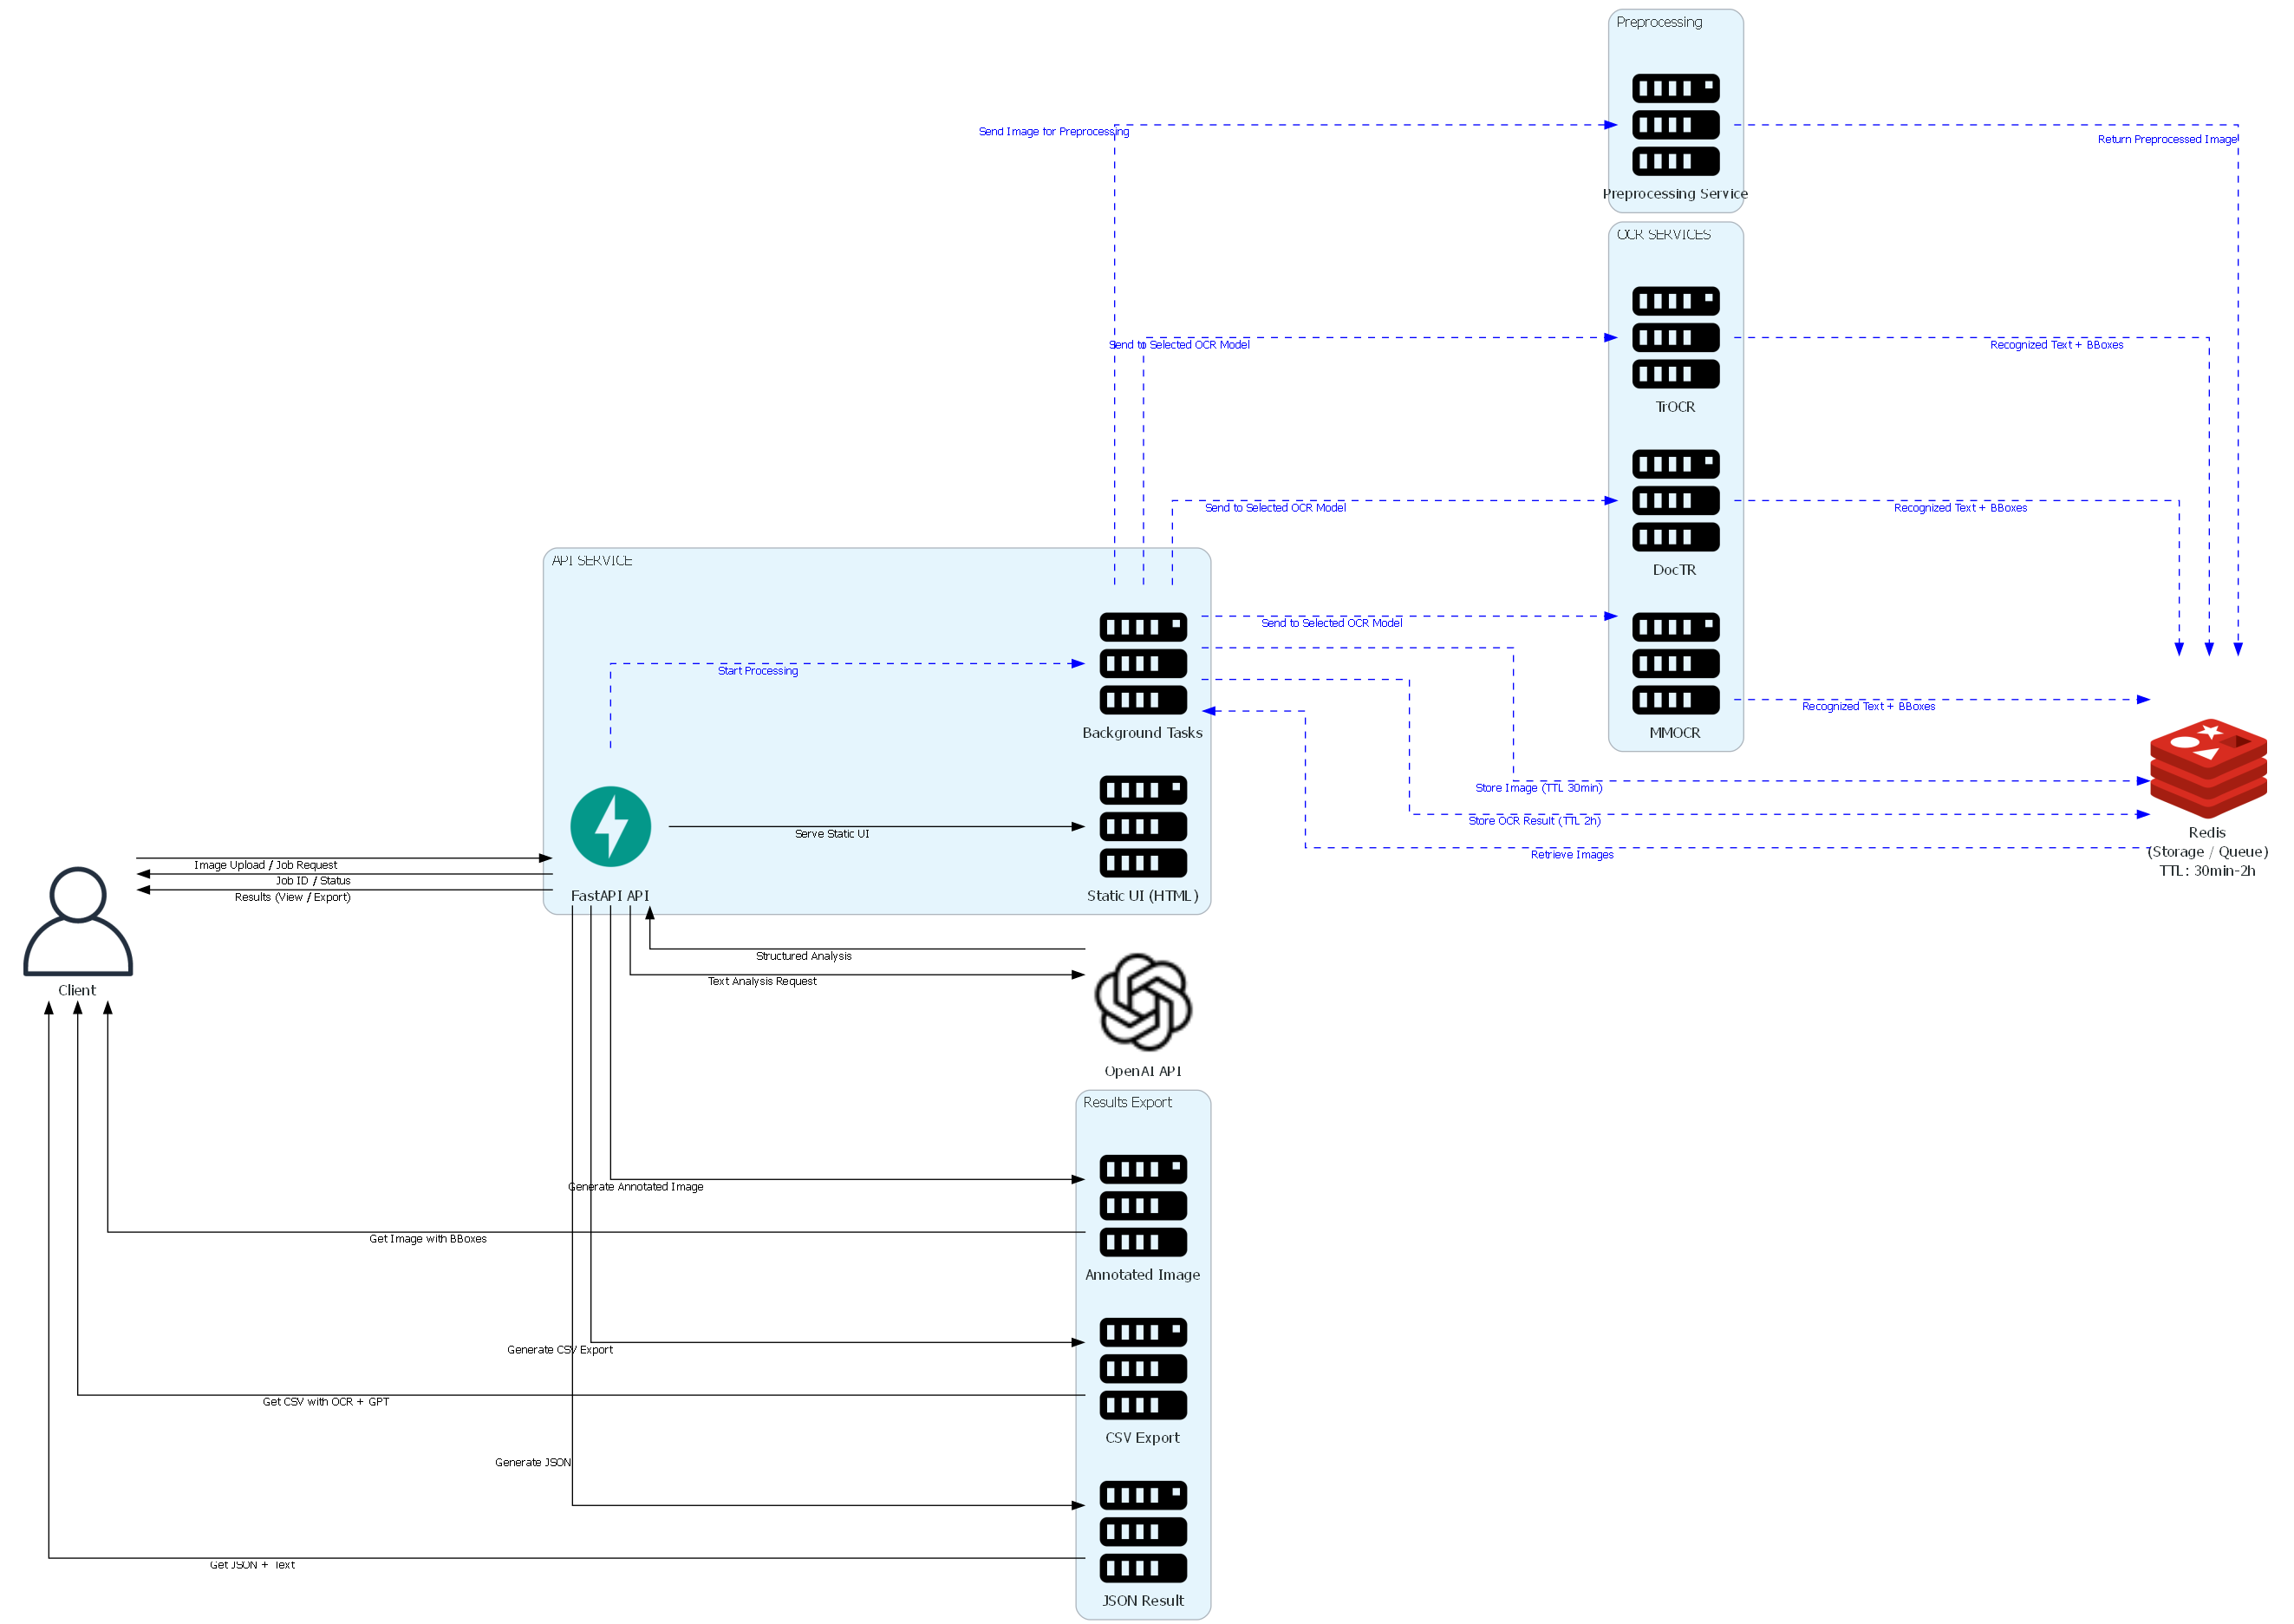 Preprocessing
Send Image for Preprocessing
Return Preprocessed Image
Preprocessing Service
OCR SERVICES
Send to Selected OCR Model
Recognized Text + BBoxes
TrOCR
Send to Selected OCR Model
Recognized Text + BBoxes
DocTR
API SERVICE
Send to Selected OCR Model
Start Processing
Recognized Text + BBoxes
Background Tasks
MMOCR
Store Image (TTL 30min)
Store OCR Result (TTL 2h)
Serve Static UI
Retrieve Images
Redis
(Storage / Queue)
TTL: 30min-2h
Image Upload / Job Request
Job ID / Status
Results (View / Export)
FastAPI API
Static UI (HTML)
Client
Structured Analysis
Text Analysis Request
OpenAI API
Results Export
Generate Annotated Image
Get Image with BBoxes
Annotated Image
Generate CSV Export
Get CSV with OCR + GPT
CSV Export
Generate JSON
Get JSON + Text
JSON Result